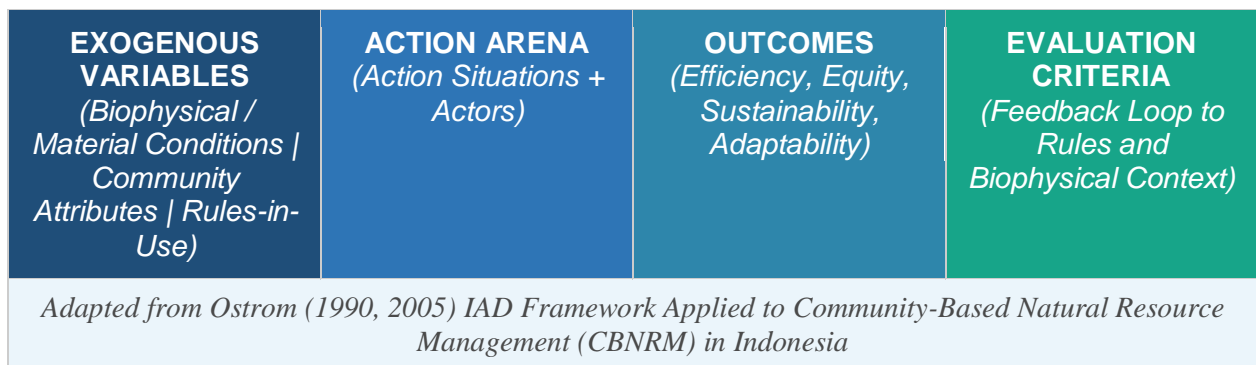 EXOGENOUS
VARIABLES
(Biophysical /
Material Conditions |
Community
Attributes | Rules-in-
Use)
ACTION ARENA
(Action Situations +
Actors)
OUTCOMES
(Efficiency, Equity,
Sustainability,
Adaptability)
EVALUATION
CRITERIA
(Feedback Loop to
Rules and
Biophysical Context)
Adapted from Ostrom (1990, 2005) IAD Framework Applied to Community-Based Natural Resource
Management (CBNRM) in Indonesia